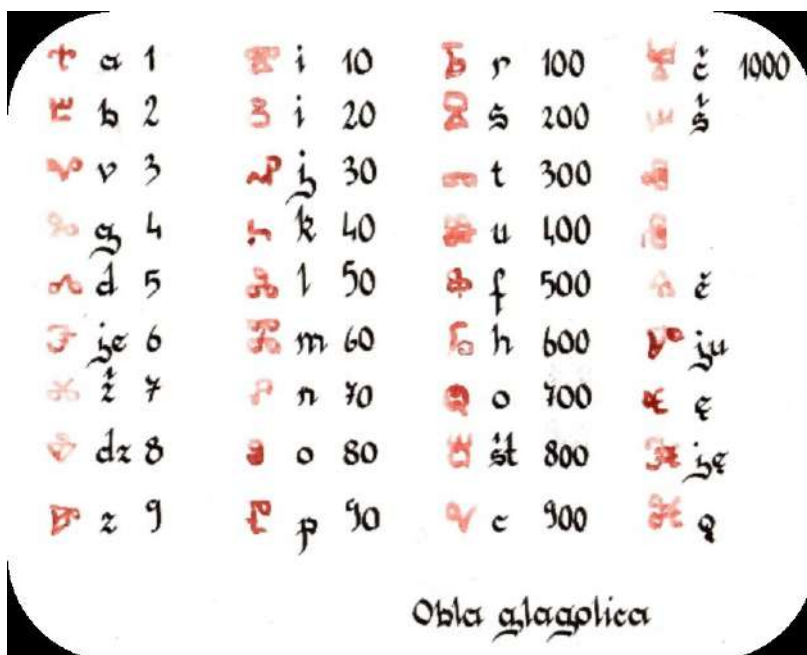 Ⰰ a 1 Ⰻ i 10 Ⱃ r 100 Ⱍ č 1000
Ⰱ b 2 Ⰹ i 20 Ⱄ s 200 Ⱎ š
Ⰲ v 3 Ⰼ j 30 Ⱅ t 300 Ⱏ
Ⰳ g 4 Ⰽ k 40 Ⱆ u 400 Ⱐ
Ⰴ d 5 Ⰾ l 50 Ⱇ f 500 Ⱑ ě
Ⰵ je 6 Ⰿ m 60 Ⱈ h 600 Ⱓ ju
Ⰶ ž 7 Ⱀ n 70 Ⱉ o 700 Ⱔ ę
Ⰷ dz 8 Ⱁ o 80 Ⱋ št 800 Ⱗ ję
Ⰸ z 9 Ⱂ p 90 Ⱌ c 900 Ⱘ ǫ
Obla glagolica